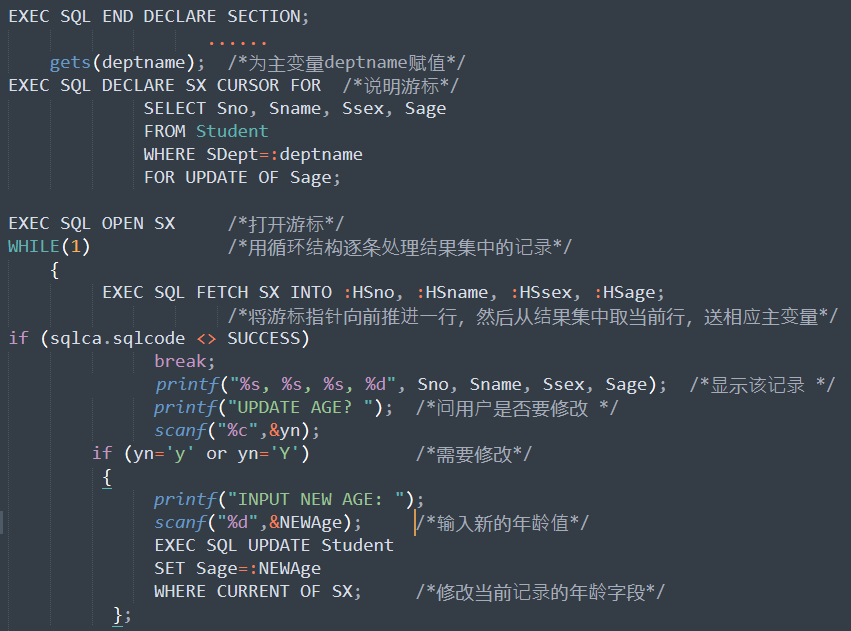 EXEC SQL END DECLARE SECTION;
......
gets(deptname);  /*为主变量deptname赋值*/
EXEC SQL DECLARE SX CURSOR FOR  /*说明游标*/
SELECT Sno, Sname, Ssex, Sage
FROM Student
WHERE SDept=:deptname
FOR UPDATE OF Sage;
EXEC SQL OPEN SX     /*打开游标*/
WHILE(1)             /*用循环结构逐条处理结果集中的记录*/
{
EXEC SQL FETCH SX INTO :HSno, :HSname, :HSsex, :HSage;
/*将游标指针向前推进一行，然后从结果集中取当前行，送相应主变量*/
if (sqlca.sqlcode <> SUCCESS)
break;
printf("%s, %s, %s, %d", Sno, Sname, Ssex, Sage);  /*显示该记录 */
printf("UPDATE AGE? ");  /*问用户是否要修改 */
scanf("%c",&yn);
if (yn='y' or yn='Y')          /*需要修改*/
{
printf("INPUT NEW AGE: ");
scanf("%d",&NEWAge);     /*输入新的年龄值*/
EXEC SQL UPDATE Student
SET Sage=:NEWAge
WHERE CURRENT OF SX;     /*修改当前记录的年龄字段*/
};